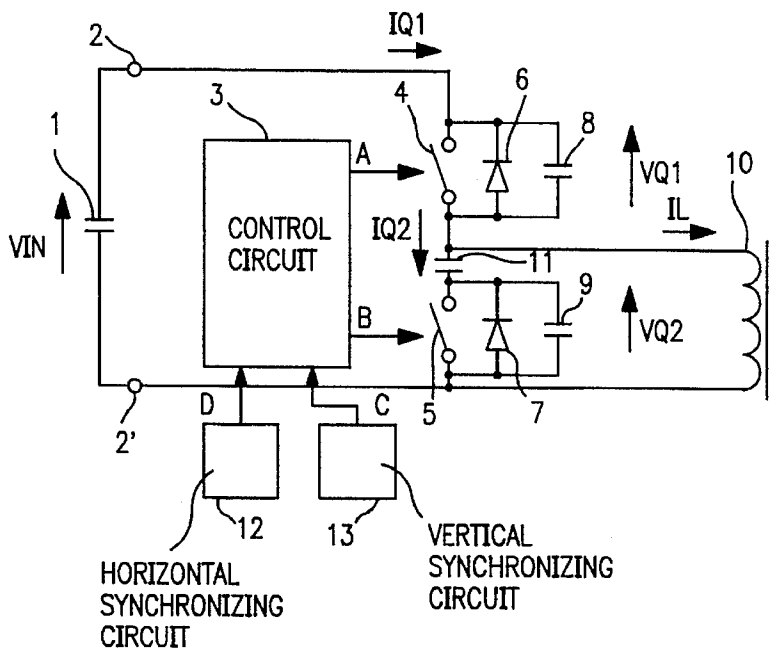 IQ1
2
3
4
6
8
1
A
VQ1
10
IL
VIN
CONTROL
CIRCUIT
IQ2
11
9
B
VQ2
D
C
5
7
2'
12
13
HORIZONTAL
SYNCHRONIZING
CIRCUIT
VERTICAL
SYNCHRONIZING
CIRCUIT